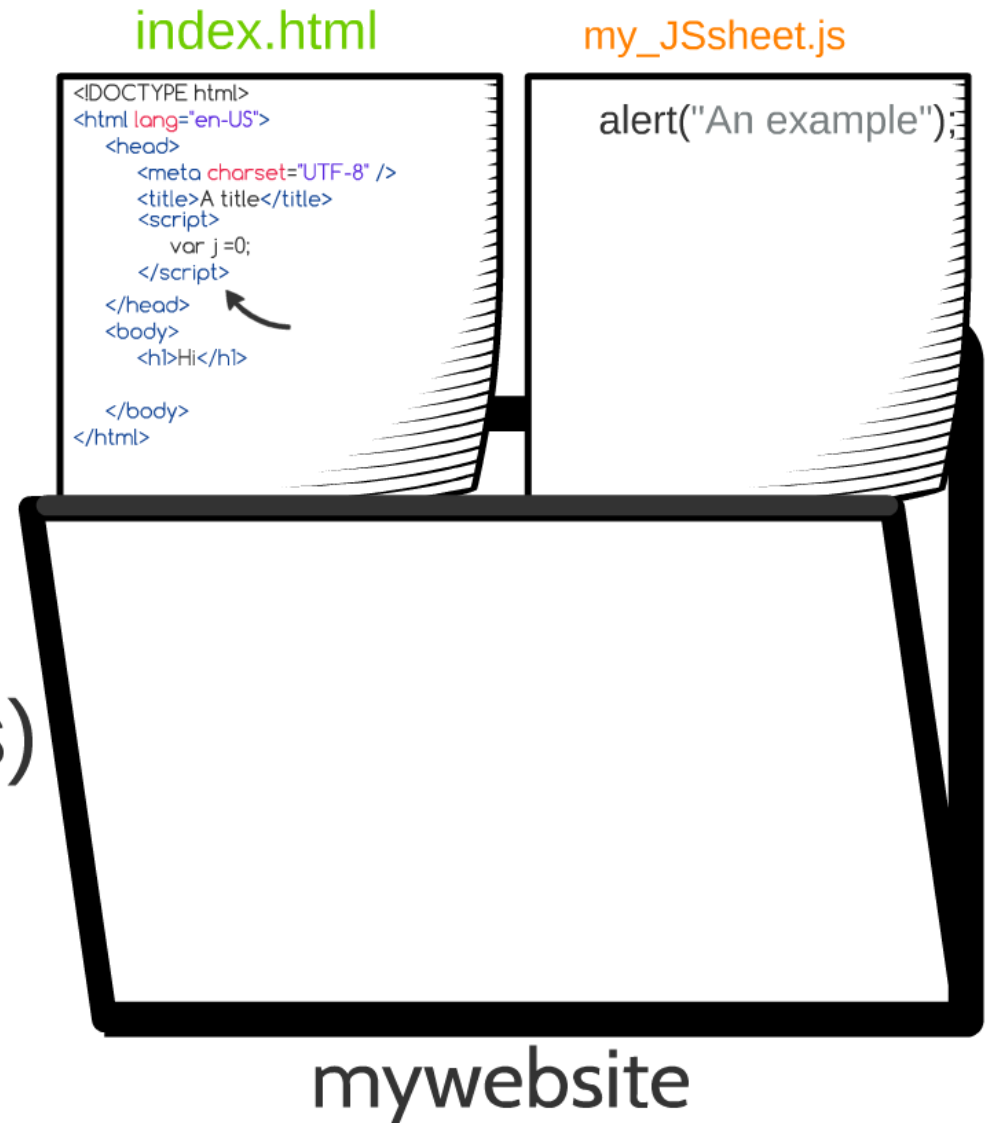 index.html
<!DOCTYPE html>
<html lang="en-US">
<head>
<meta charset="UTF-8" />
<title>A title</title>
<script>
var j =0;
</script>
</head>
<body>
<h1>Hi</h1>
</body>
</html>
my_JSsheet.js
alert("An example");
s)
mywebsite